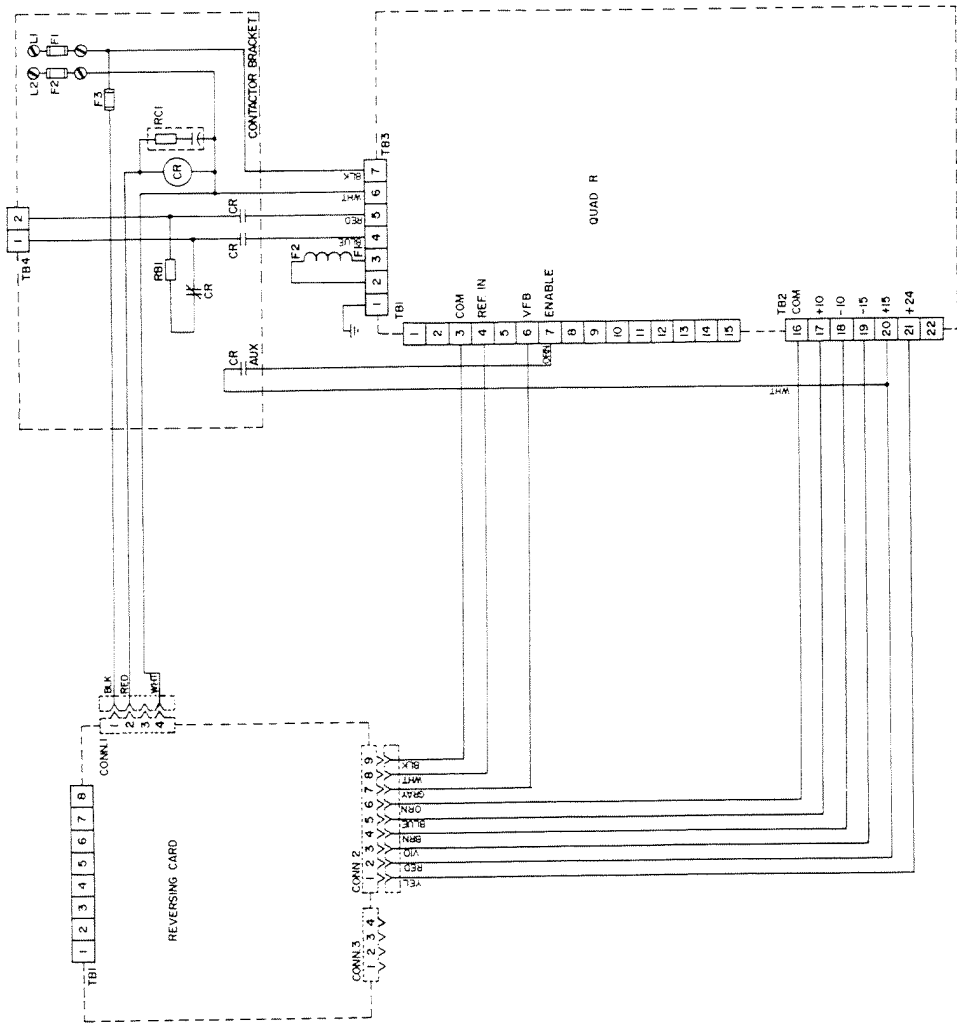 L2 L1
F2 F1
F3
RC1
CR
CONTACTOR BRACKET
1 2
TB4
RB1
CR
CR
CR
CR
AUX
BLUE RED WHT BLK
F2 F1
1 2 3 4 5 6 7
TB3
QUAD R
TB1
1
2
3 COM
4 REF IN
5
6 VFB
7 ENABLE
8
9
10
11
12
13
14
15
ORN
WHT
TB2
16 COM
17 +10
18 -10
19 -15
20 +15
21 +24
22
CONN.1
1 BLK
2 RED
3
4 WHT
1 2 3 4 5 6 7 8
TB1
REVERSING CARD
CONN.2
1 2 3 4 5 6 7 8 9
YEL RED VIO BRN BLUE ORN GRAY WHT BLK
CONN.3
1 2 3 4